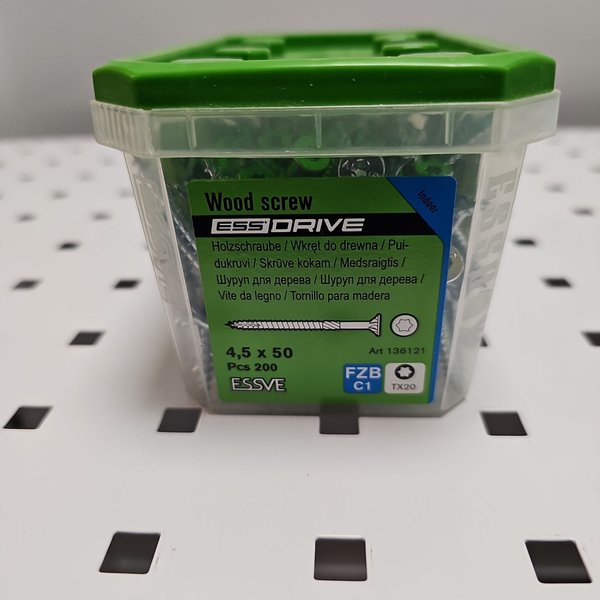 Wood screw
Indoor
ESSDRIVE
Holzschraube / Wkręt do drewna / Pui-
dukruvi / Skrūve kokam / Medsraigtis /
Шуруп для дерева / Шуруп для дерева /
Vite da legno / Tornillo para madera
4,5 x 50
Art 136121
Pcs 200
FZB
C1
TX20
ESSVE
ESSVE